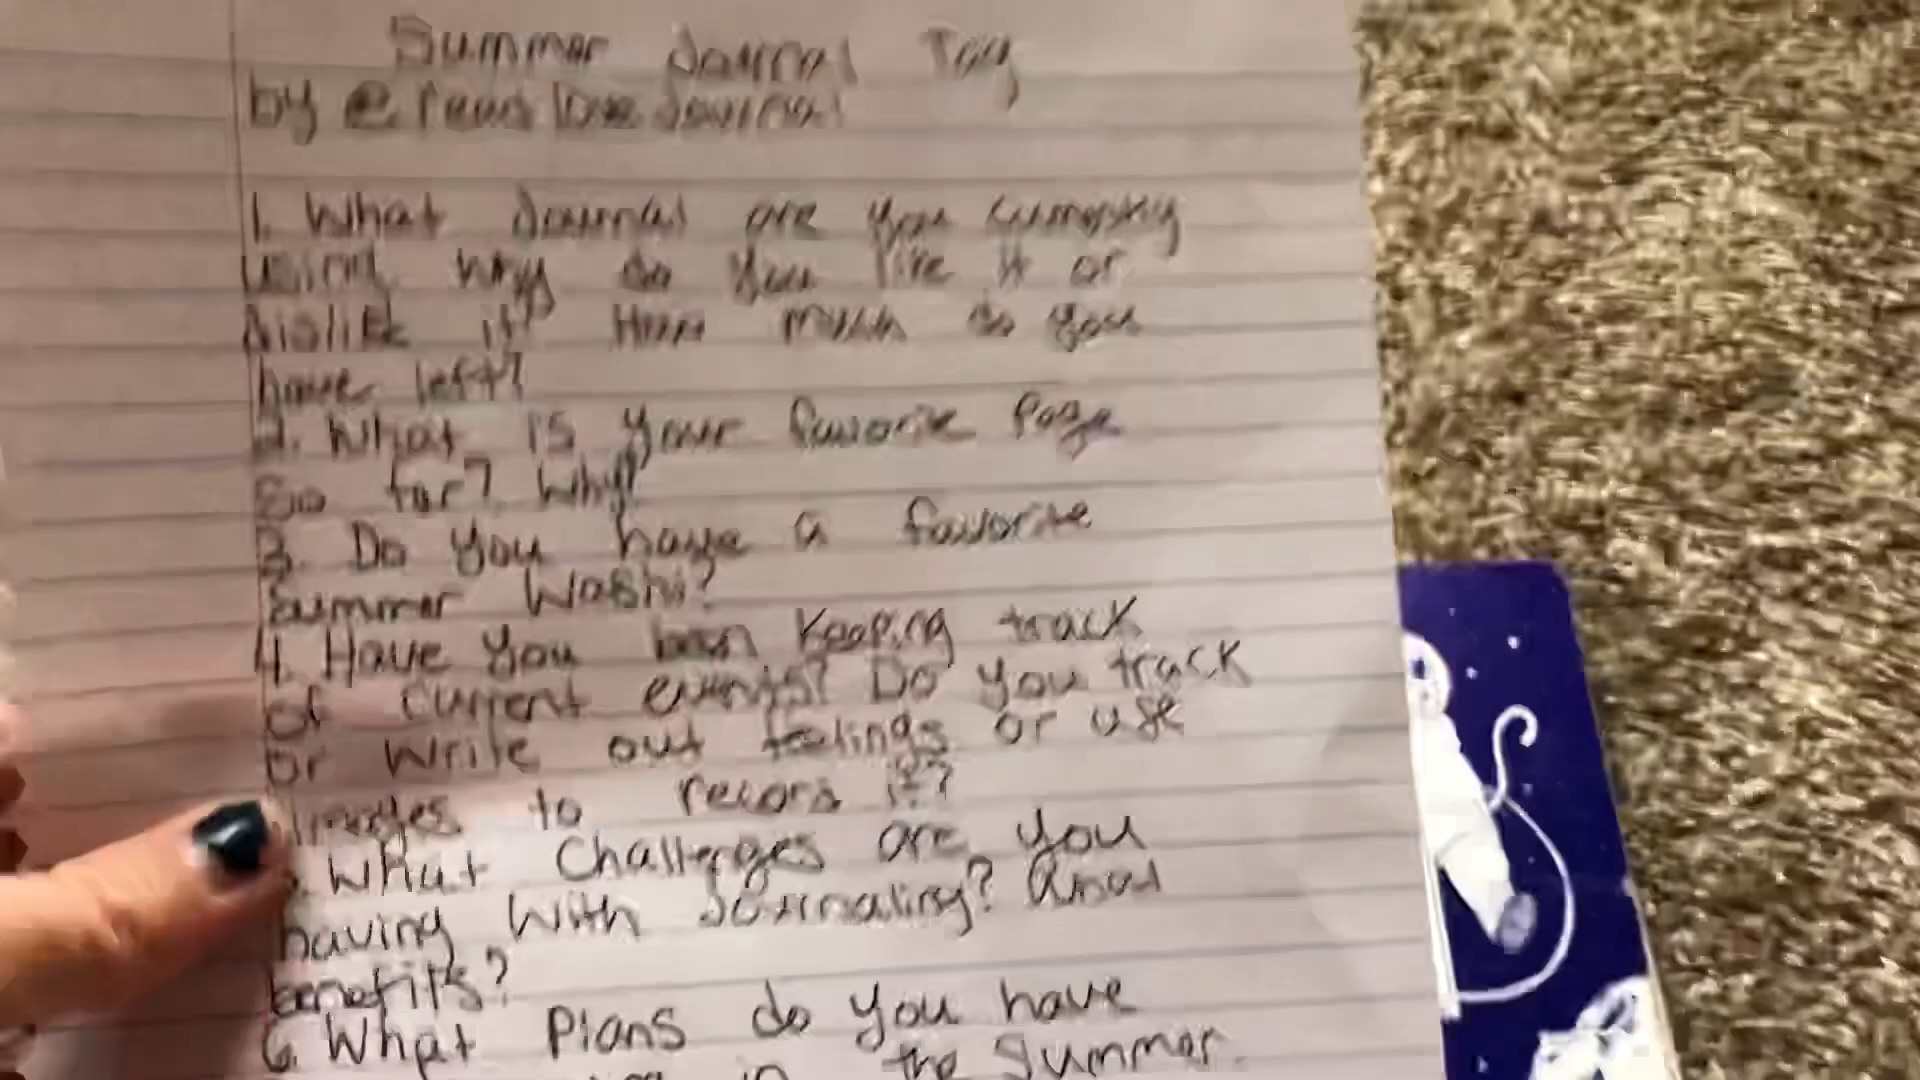 Summer Journal Tag
by @readlovejournal
1. What Journal are you currently
using why do you like it or
dislike it? How much do you
have left?
2. What is your favorite Page
So far? Why?
3. Do you have a favorite
Summer Washi?
4. Have you been Keeping track
of current events? Do you track
or write out feelings or use
images to record it?
What Challenges are you
having With Journaling?
benefits?
6. What Plans do you have
in the Summer.